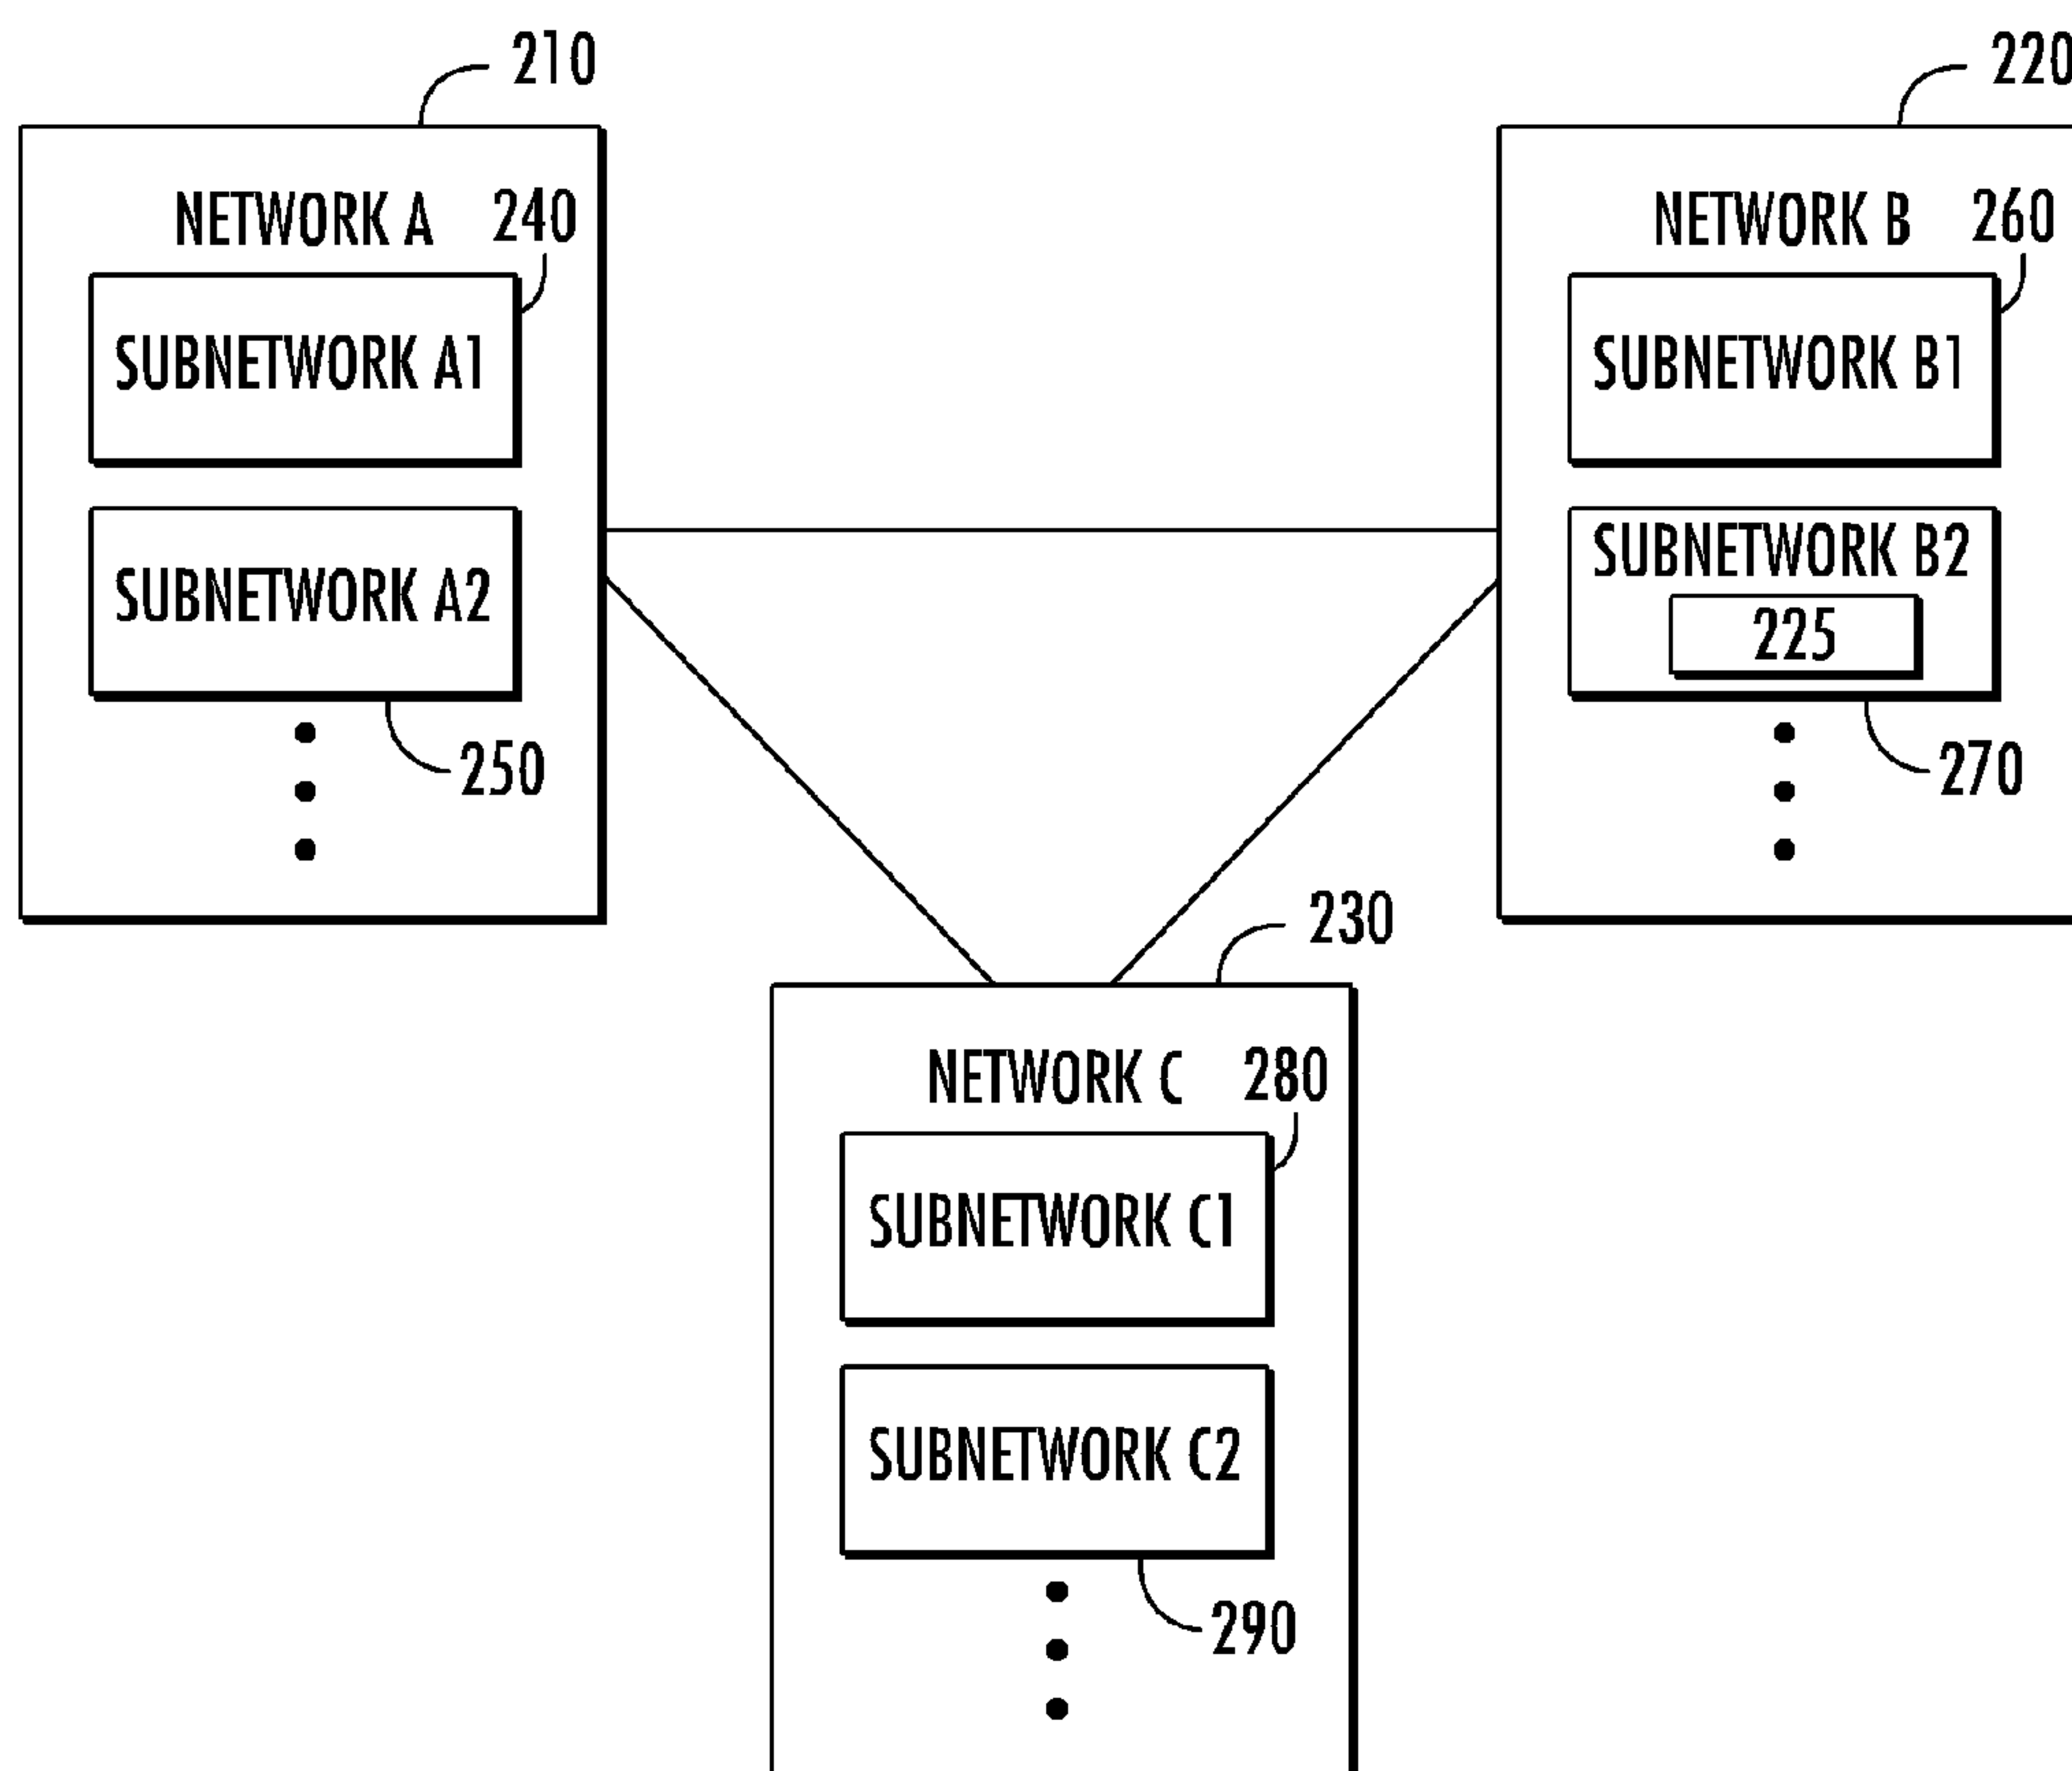 210
NETWORK A
240
SUBNETWORK A1
SUBNETWORK A2
250
220
NETWORK B
260
SUBNETWORK B1
SUBNETWORK B2
225
270
230
NETWORK C
280
SUBNETWORK C1
SUBNETWORK C2
290